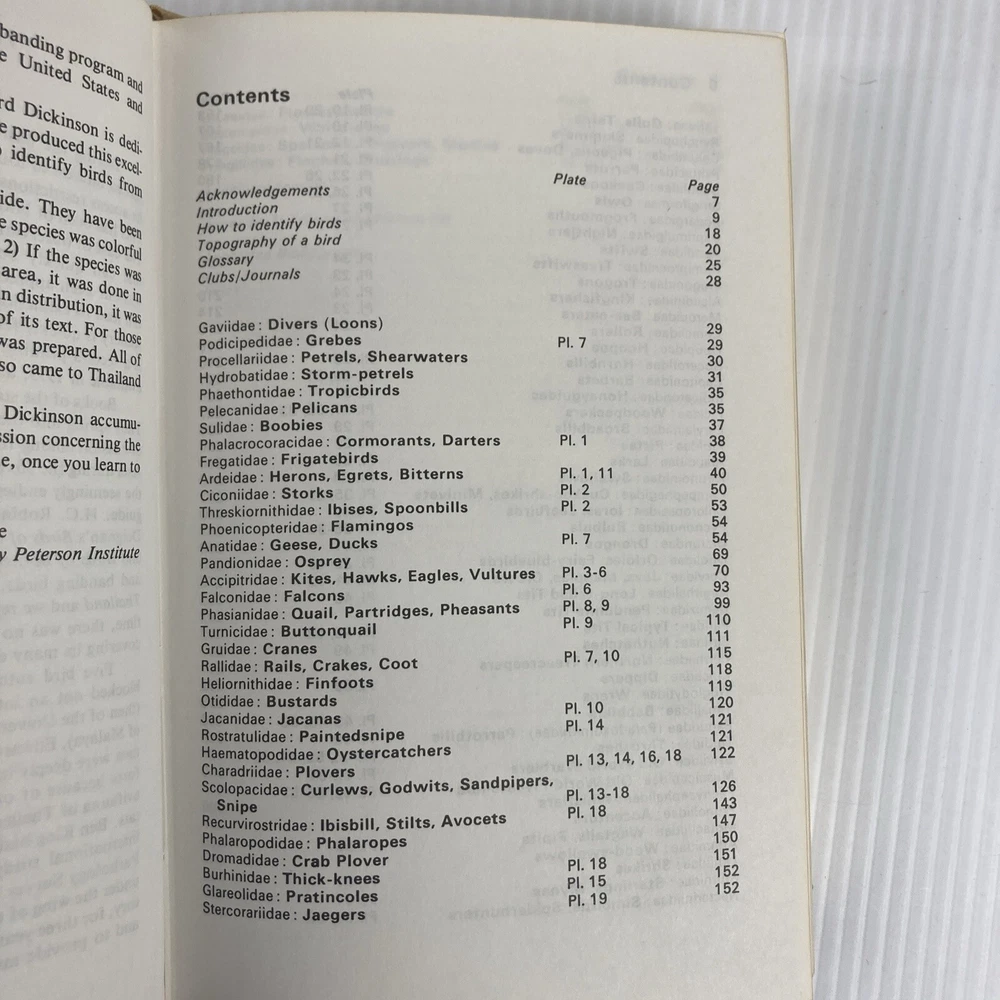 banding program and
e United States and
rd Dickinson is dedi-
e produced this excel-
identify birds from
ide. They have been
e species was colorful
2) If the species was
area, it was done in
n distribution, it was
of its text. For those
was prepared. All of
so came to Thailand
Dickinson accumu-
ssion concerning the
e, once you learn to
e
y Peterson Institute
Contents
Plate Page
Acknowledgements 7
Introduction 9
How to identify birds 18
Topography of a bird 20
Glossary 25
Clubs/Journals 28
Gaviidae: Divers (Loons) 29
Podicipedidae: Grebes Pl. 7 29
Procellariidae: Petrels, Shearwaters 30
Hydrobatidae: Storm-petrels 31
Phaethontidae: Tropicbirds 35
Pelecanidae: Pelicans 35
Sulidae: Boobies 37
Phalacrocoracidae: Cormorants, Darters Pl. 1 38
Fregatidae: Frigatebirds 39
Ardeidae: Herons, Egrets, Bitterns Pl. 1, 11 40
Ciconiidae: Storks Pl. 2 50
Threskiornithidae: Ibises, Spoonbills Pl. 2 53
Phoenicopteridae: Flamingos 54
Anatidae: Geese, Ducks Pl. 7 54
Pandionidae: Osprey 69
Accipitridae: Kites, Hawks, Eagles, Vultures Pl. 3-6 70
Falconidae: Falcons Pl. 6 93
Phasianidae: Quail, Partridges, Pheasants Pl. 8, 9 99
Turnicidae: Buttonquail Pl. 9 110
Gruidae: Cranes 111
Rallidae: Rails, Crakes, Coot Pl. 7, 10 115
Heliornithidae: Finfoots 118
Otididae: Bustards 119
Jacanidae: Jacanas Pl. 10 120
Rostratulidae: Paintedsnipe Pl. 14 121
Haematopodidae: Oystercatchers 121
Charadriidae: Plovers Pl. 13, 14, 16, 18 122
Scolopacidae: Curlews, Godwits, Sandpipers,
Snipe Pl. 13-18 126
Recurvirostridae: Ibisbill, Stilts, Avocets Pl. 18 143
Phalaropodidae: Phalaropes 147
Dromadidae: Crab Plover 150
Burhinidae: Thick-knees Pl. 18 151
Glareolidae: Pratincoles Pl. 15 152
Stercorariidae: Jaegers Pl. 19 152